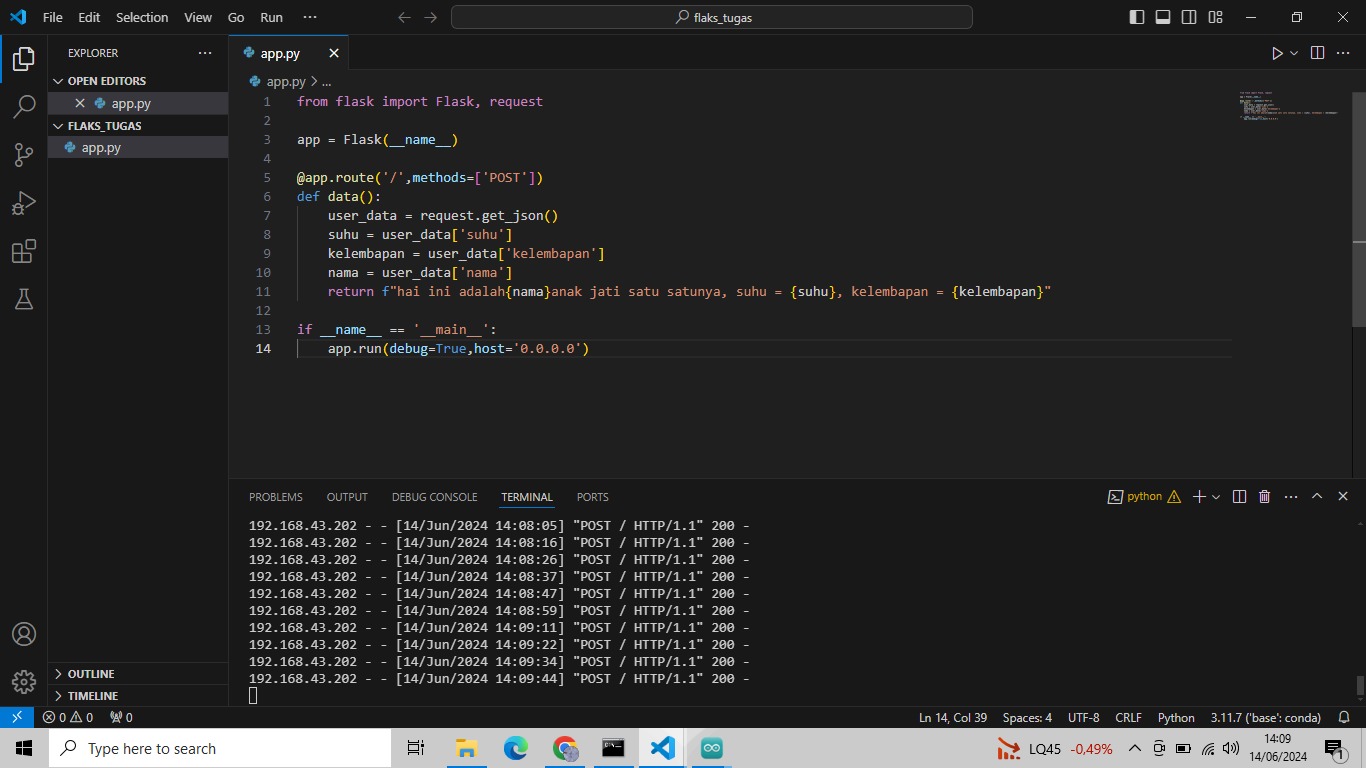 File Edit Selection View Go Run ··· flaks_tugas
EXPLORER ···
OPEN EDITORS
app.py
FLAKS_TUGAS
app.py
OUTLINE
TIMELINE
app.py
app.py > ...
1 from flask import Flask, request
2
3 app = Flask(__name__)
4
5 @app.route('/',methods=['POST'])
6 def data():
7 user_data = request.get_json()
8 suhu = user_data['suhu']
9 kelembapan = user_data['kelembapan']
10 nama = user_data['nama']
11 return f"hai ini adalah{nama}anak jati satu satunya, suhu = {suhu}, kelembapan = {kelembapan}"
12
13 if __name__ == '__main__':
14 app.run(debug=True,host='0.0.0.0')
PROBLEMS OUTPUT DEBUG CONSOLE TERMINAL PORTS python
192.168.43.202 - - [14/Jun/2024 14:08:05] "POST / HTTP/1.1" 200 -
192.168.43.202 - - [14/Jun/2024 14:08:16] "POST / HTTP/1.1" 200 -
192.168.43.202 - - [14/Jun/2024 14:08:26] "POST / HTTP/1.1" 200 -
192.168.43.202 - - [14/Jun/2024 14:08:37] "POST / HTTP/1.1" 200 -
192.168.43.202 - - [14/Jun/2024 14:08:47] "POST / HTTP/1.1" 200 -
192.168.43.202 - - [14/Jun/2024 14:08:59] "POST / HTTP/1.1" 200 -
192.168.43.202 - - [14/Jun/2024 14:09:11] "POST / HTTP/1.1" 200 -
192.168.43.202 - - [14/Jun/2024 14:09:22] "POST / HTTP/1.1" 200 -
192.168.43.202 - - [14/Jun/2024 14:09:34] "POST / HTTP/1.1" 200 -
192.168.43.202 - - [14/Jun/2024 14:09:44] "POST / HTTP/1.1" 200 -
0 0 0 Ln 14, Col 39 Spaces: 4 UTF-8 CRLF Python 3.11.7 ('base': conda)
Type here to search LQ45 -0,49% 14:09
14/06/2024 1